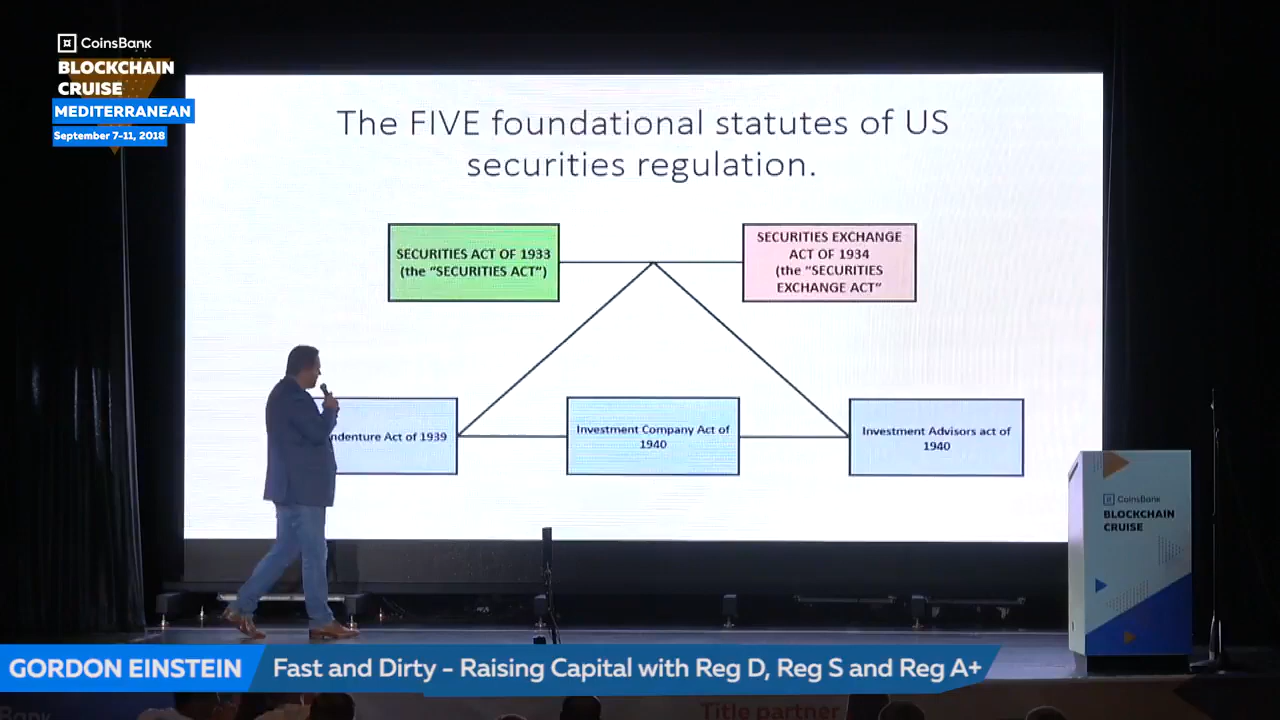 CoinsBank
BLOCKCHAIN
CRUISE
MEDITERRANEAN
September 7-11, 2018
The FIVE foundational statutes of US
securities regulation.
SECURITIES ACT OF 1933
(the "SECURITIES ACT")
SECURITIES EXCHANGE
ACT OF 1934
(the "SECURITIES
EXCHANGE ACT"
ndenture Act of 1939
Investment Company Act of
1940
Investment Advisors act of
1940
CoinsBank
BLOCKCHAIN
CRUISE
GORDON EINSTEIN
Fast and Dirty - Raising Capital with Reg D, Reg S and Reg A+
Bank
Title partner